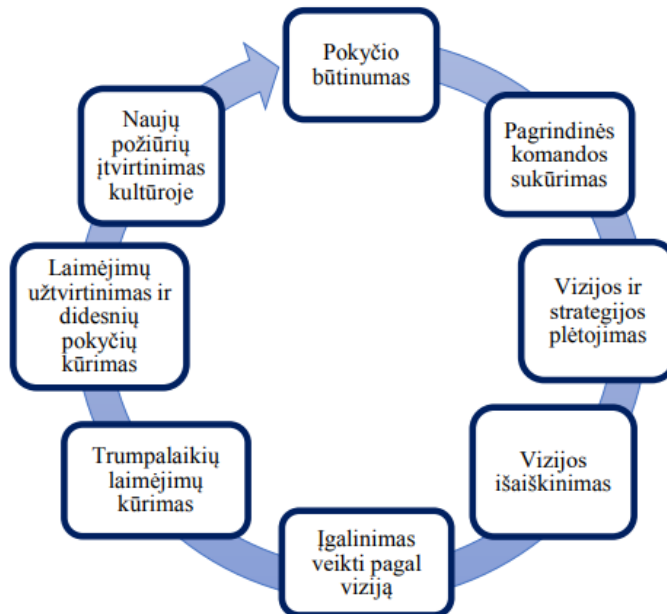 Pokyčio
būtinumas
Pagrindinės
komandos
sukūrimas
Vizijos ir
strategijos
plėtojimas
Vizijos
išaiškinimas
Įgalinimas
veikti pagal
viziją
Trumpalaikių
laimėjimų
kūrimas
Laimėjimų
užtvirtinimas ir
didesnių
pokyčių
kūrimas
Naujų
požiūrių
įtvirtinimas
kultūroje